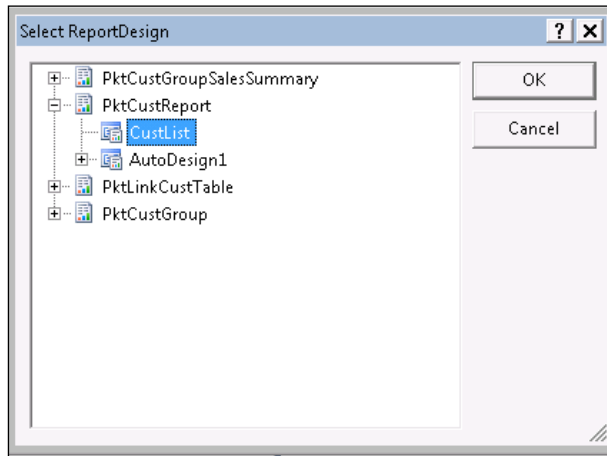 Select ReportDesign
PktCustGroupSalesSummary
PktCustReport
CustList
AutoDesign1
PktLinkCustTable
PktCustGroup
OK
Cancel